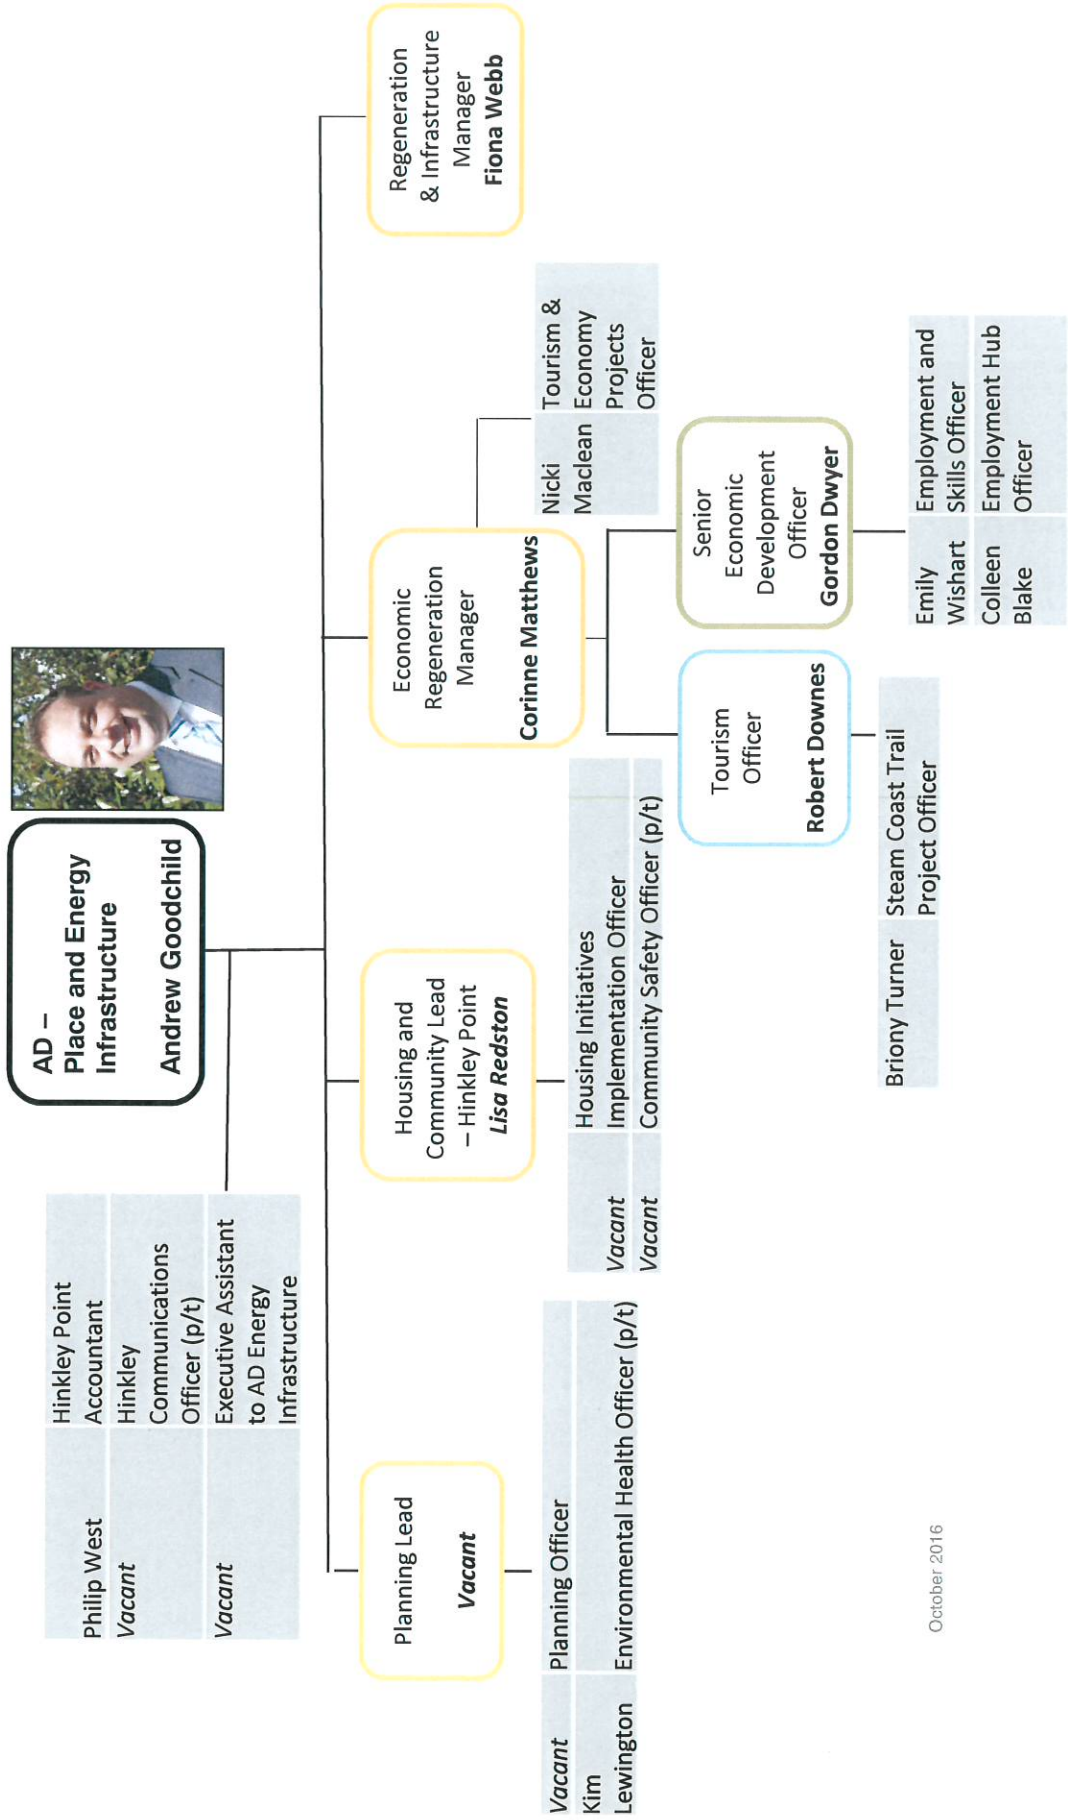 AD –
Place and Energy
Infrastructure
Andrew Goodchild
Philip West
Hinkley Point
Accountant
Vacant
Hinkley
Communications
Officer (p/t)
Vacant
Executive Assistant
to AD Energy
Infrastructure
Planning Lead
Vacant
Vacant
Planning Officer
Kim
Lewington
Environmental Health Officer (p/t)
Housing and
Community Lead
– Hinkley Point
Lisa Redston
Vacant
Housing Initiatives
Implementation Officer
Vacant
Community Safety Officer (p/t)
Economic
Regeneration
Manager
Corinne Matthews
Nicki
Maclean
Tourism &
Economy
Projects
Officer
Tourism
Officer
Robert Downes
Briony Turner
Steam Coast Trail
Project Officer
Senior
Economic
Development
Officer
Gordon Dwyer
Emily
Wishart
Employment and
Skills Officer
Colleen
Blake
Employment Hub
Officer
Regeneration
& Infrastructure
Manager
Fiona Webb
October 2016